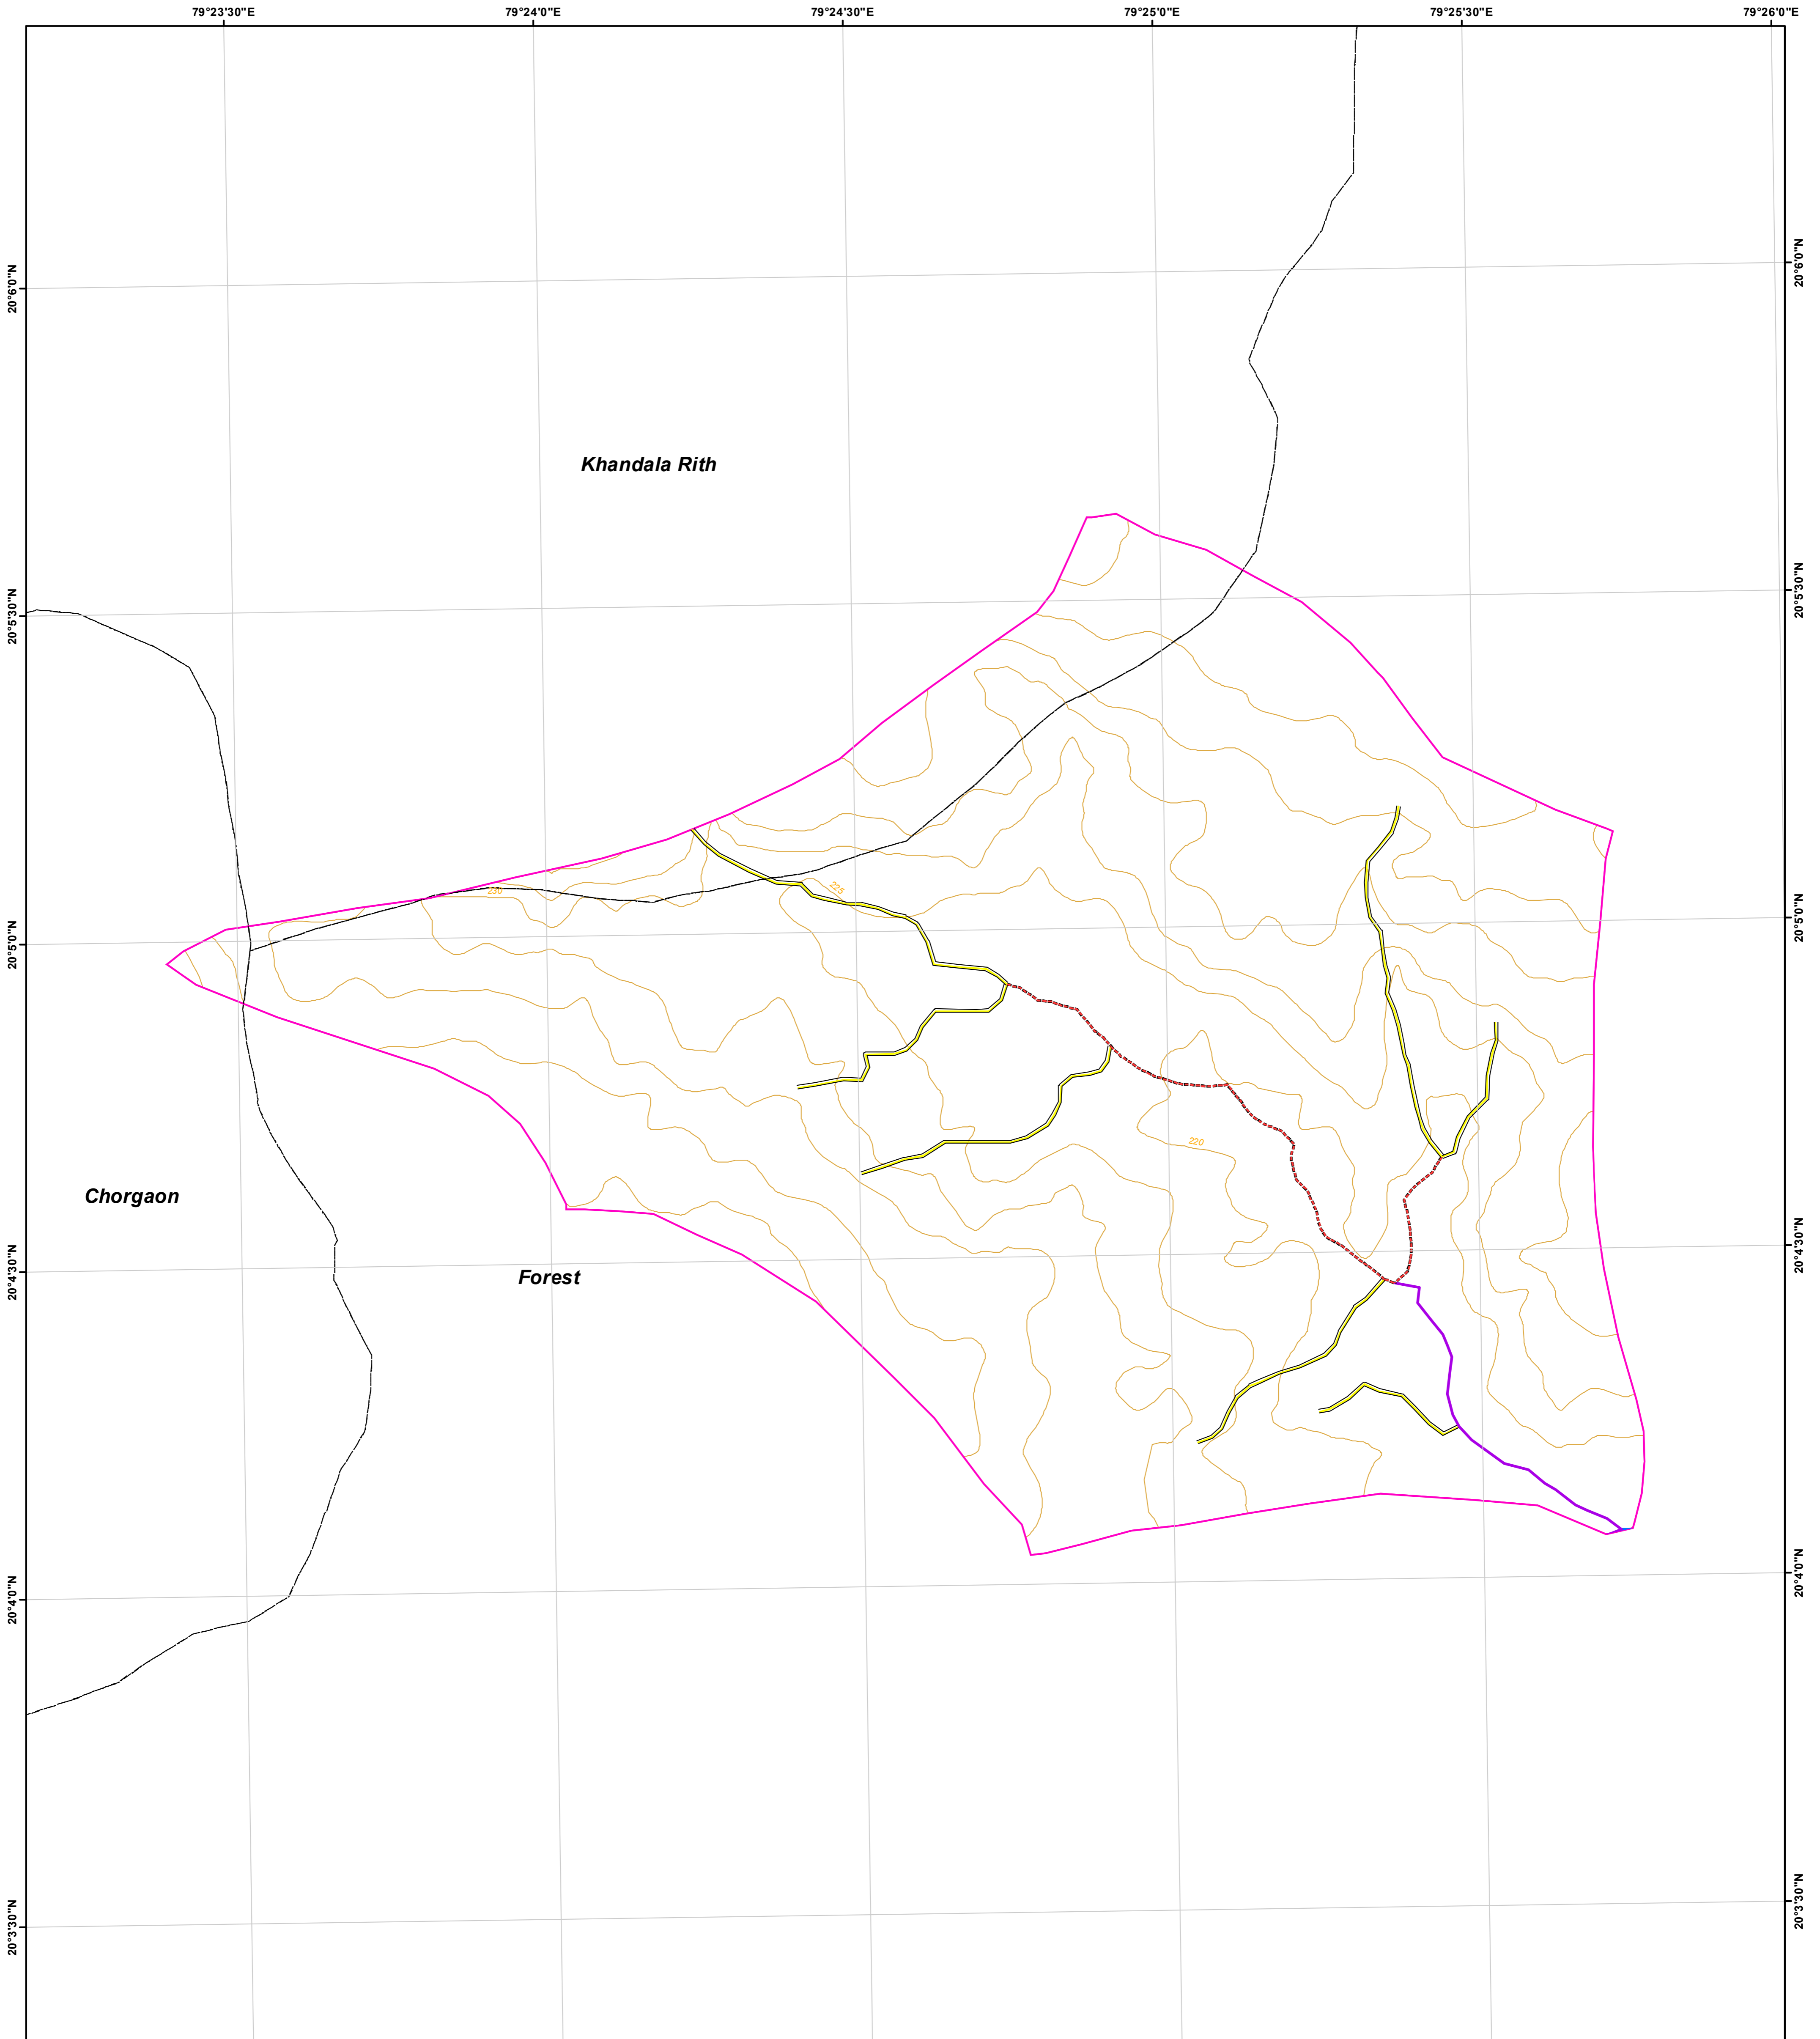 79°23'30"E 79°24'0"E 79°24'30"E 79°25'0"E 79°25'30"E 79°26'0"E
20°6'0"N 20°6'0"N
Khandala Rith
20°5'30"N 20°5'30"N
230
225
20°5'0"N 20°5'0"N
220
Chorgaon
20°4'30"N 20°4'30"N
Forest
20°4'0"N 20°4'0"N
20°3'30"N 20°3'30"N